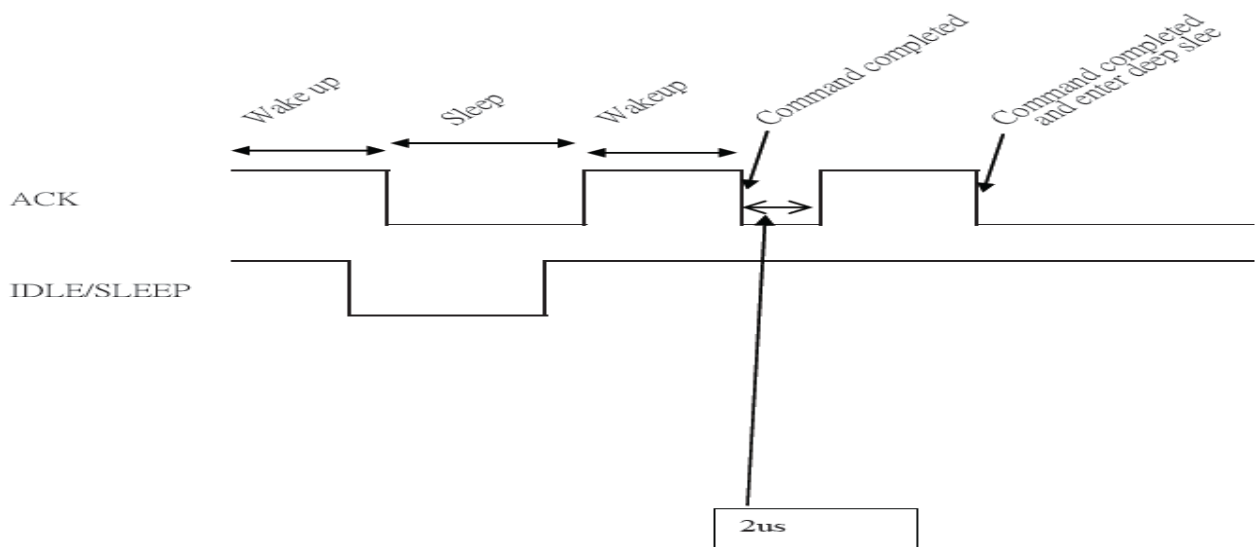 Wake up
Sleep
Wakeup
Command completed
Command completed
and enter deep slee
ACK
IDLE/SLEEP
2us